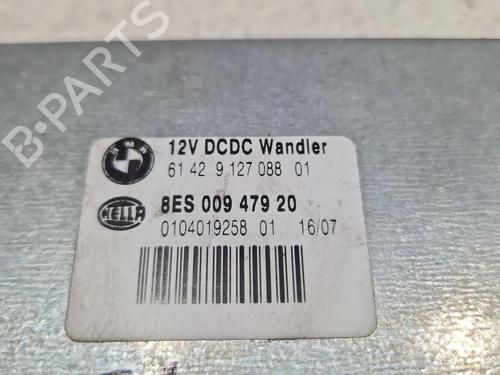 B-PARTS
BMW
12V DCDC Wandler
61 42 9 127 088 01
HELLA
8ES 009 479 20
0104019258 01 16/07